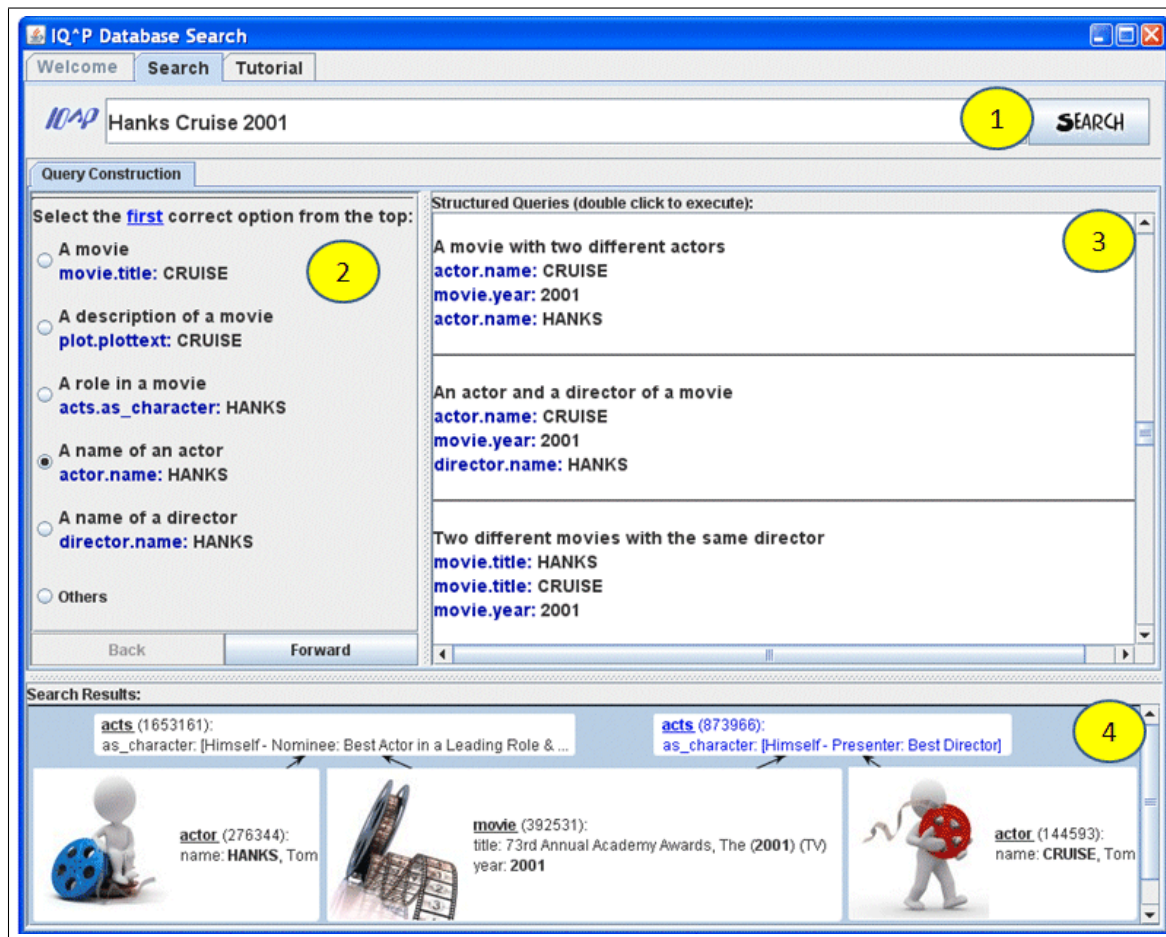 IQ^P Database Search
Welcome Search Tutorial
IQ^P Hanks Cruise 2001 1 SEARCH
Query Construction
Select the first correct option from the top:
A movie
movie.title: CRUISE
2
A description of a movie
plot.plottext: CRUISE
A role in a movie
acts.as_character: HANKS
A name of an actor
actor.name: HANKS
A name of a director
director.name: HANKS
Others
Back Forward
Structured Queries (double click to execute):
3
A movie with two different actors
actor.name: CRUISE
movie.year: 2001
actor.name: HANKS
An actor and a director of a movie
actor.name: CRUISE
movie.year: 2001
director.name: HANKS
Two different movies with the same director
movie.title: HANKS
movie.title: CRUISE
movie.year: 2001
Search Results:
4
acts (1653161):
as_character: [Himself - Nominee: Best Actor in a Leading Role & ...
acts (873966):
as_character: [Himself - Presenter: Best Director]
actor (276344):
name: HANKS, Tom
movie (392531):
title: 73rd Annual Academy Awards, The (2001) (TV)
year: 2001
actor (144593):
name: CRUISE, Tom